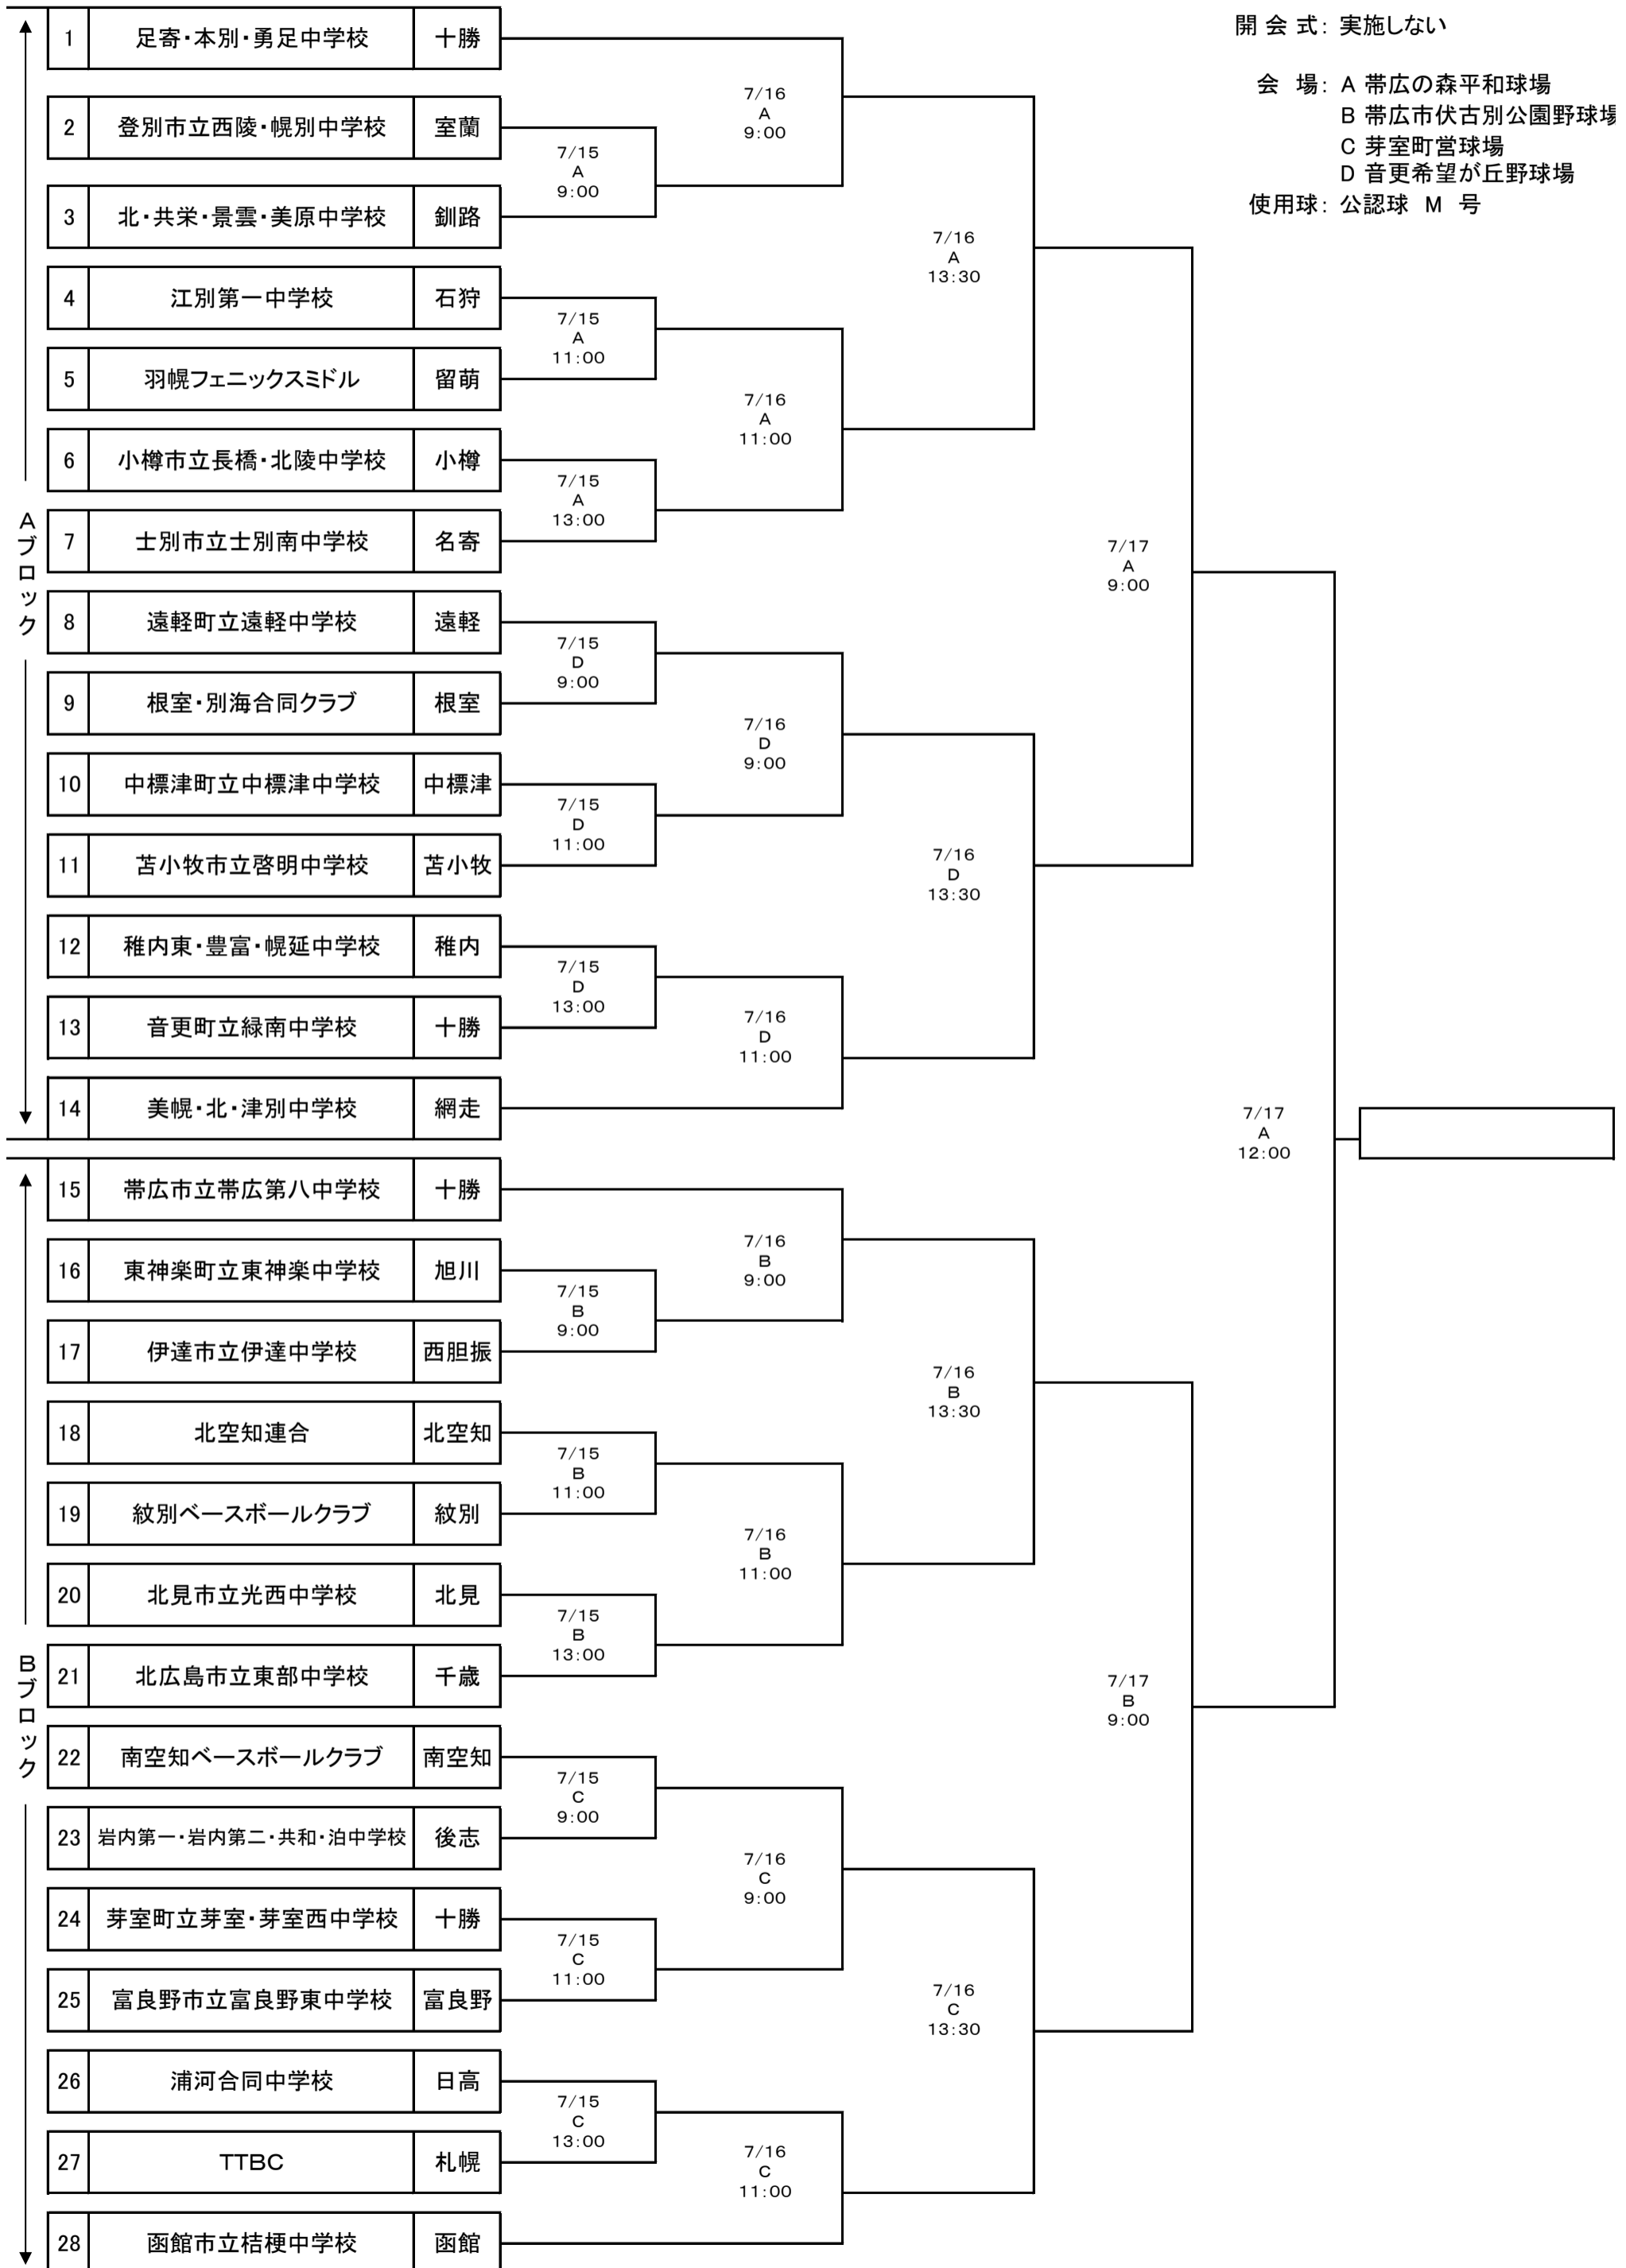 開 会 式： 実施しない
会 場： A 帯広の森平和球場
B 帯広市伏古別公園野球場
C 芽室町営球場
D 音更希望が丘野球場
使用球： 公認球 M 号
Aブロック
1 足寄・本別・勇足中学校 十勝
2 登別市立西陵・幌別中学校 室蘭
3 北・共栄・景雲・美原中学校 釧路
4 江別第一中学校 石狩
5 羽幌フェニックスミドル 留萌
6 小樽市立長橋・北陵中学校 小樽
7 士別市立士別南中学校 名寄
8 遠軽町立遠軽中学校 遠軽
9 根室・別海合同クラブ 根室
10 中標津町立中標津中学校 中標津
11 苫小牧市立啓明中学校 苫小牧
12 稚内東・豊富・幌延中学校 稚内
13 音更町立緑南中学校 十勝
14 美幌・北・津別中学校 網走
Bブロック
15 帯広市立帯広第八中学校 十勝
16 東神楽町立東神楽中学校 旭川
17 伊達市立伊達中学校 西胆振
18 北空知連合 北空知
19 紋別ベースボールクラブ 紋別
20 北見市立光西中学校 北見
21 北広島市立東部中学校 千歳
22 南空知ベースボールクラブ 南空知
23 岩内第一・岩内第二・共和・泊中学校 後志
24 芽室町立芽室・芽室西中学校 十勝
25 富良野市立富良野東中学校 富良野
26 浦河合同中学校 日高
27 TTBC 札幌
28 函館市立桔梗中学校 函館
7/15
A
9:00
7/15
A
11:00
7/15
A
13:00
7/15
D
9:00
7/15
D
11:00
7/15
D
13:00
7/15
B
9:00
7/15
B
11:00
7/15
B
13:00
7/15
C
9:00
7/15
C
11:00
7/15
C
13:00
7/16
A
9:00
7/16
A
11:00
7/16
D
9:00
7/16
D
11:00
7/16
B
9:00
7/16
B
11:00
7/16
C
9:00
7/16
C
11:00
7/16
A
13:30
7/16
D
13:30
7/16
B
13:30
7/16
C
13:30
7/17
A
9:00
7/17
B
9:00
7/17
A
12:00